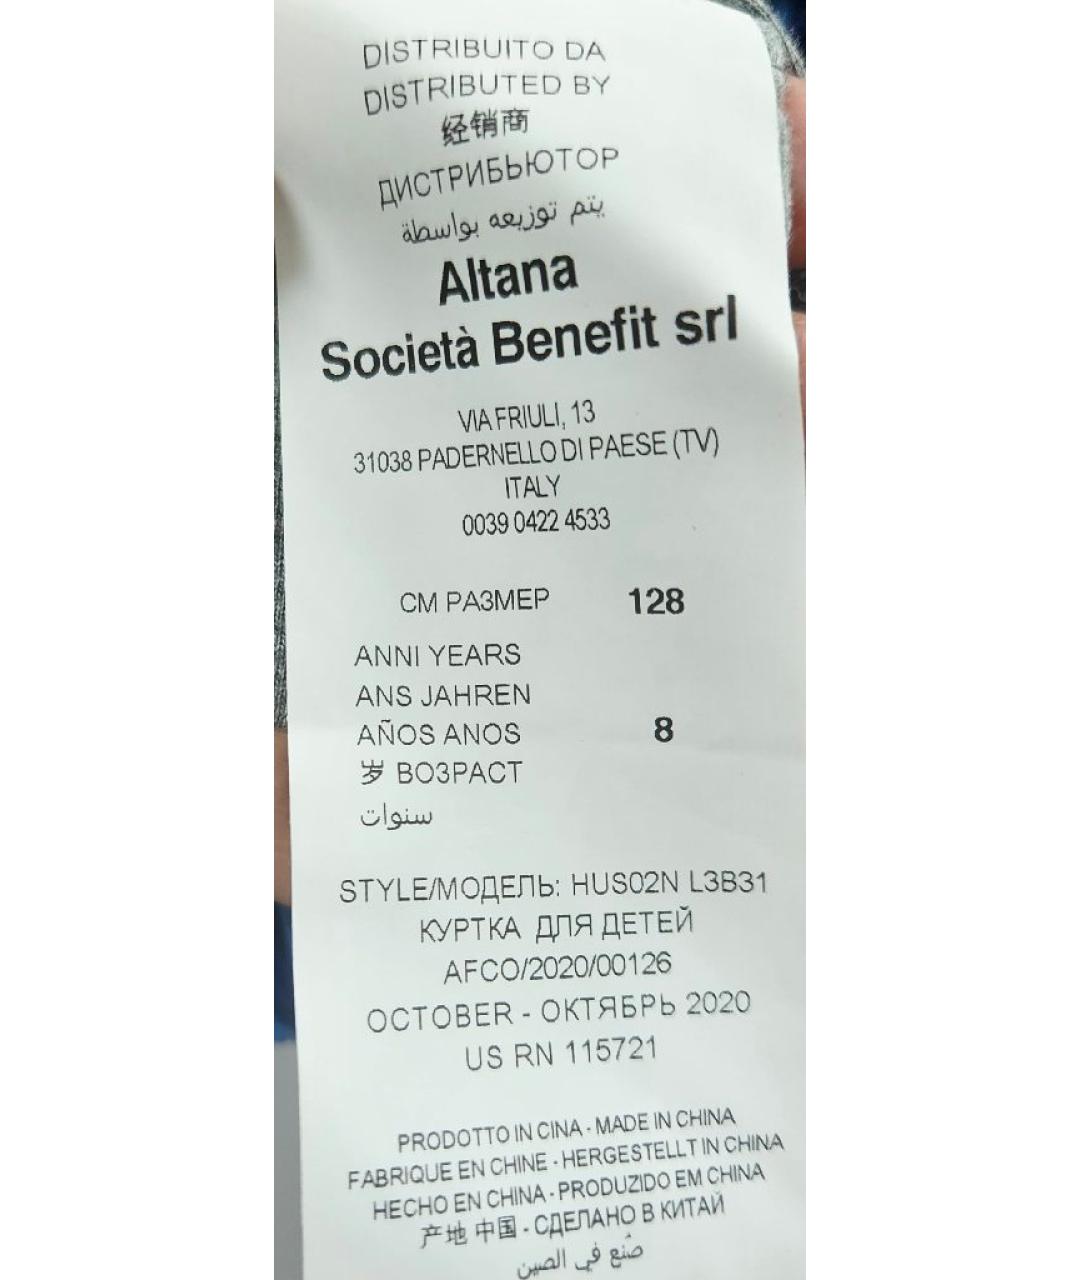 DISTRIBUITO DA
DISTRIBUTED BY
经销商
ДИСТРИБЬЮТОР
يتم توزيعه بواسطة
Altana
Società Benefit srl
VIA FRIULI, 13
31038 PADERNELLO DI PAESE (TV)
ITALY
0039 0422 4533
CM РАЗМЕР 128
ANNI YEARS
ANS JAHREN
AÑOS ANOS 8
岁 ВОЗРАСТ
سنوات
STYLE/МОДЕЛЬ: HUS02N L3B31
КУРТКА ДЛЯ ДЕТЕЙ
AFCO/2020/00126
OCTOBER - ОКТЯБРЬ 2020
US RN 115721
PRODOTTO IN CINA - MADE IN CHINA
FABRIQUE EN CHINE - HERGESTELLT IN CHINA
HECHO EN CHINA - PRODUZIDO EM CHINA
产地 中国 - СДЕЛАНО В КИТАЙ
صُنع في الصين